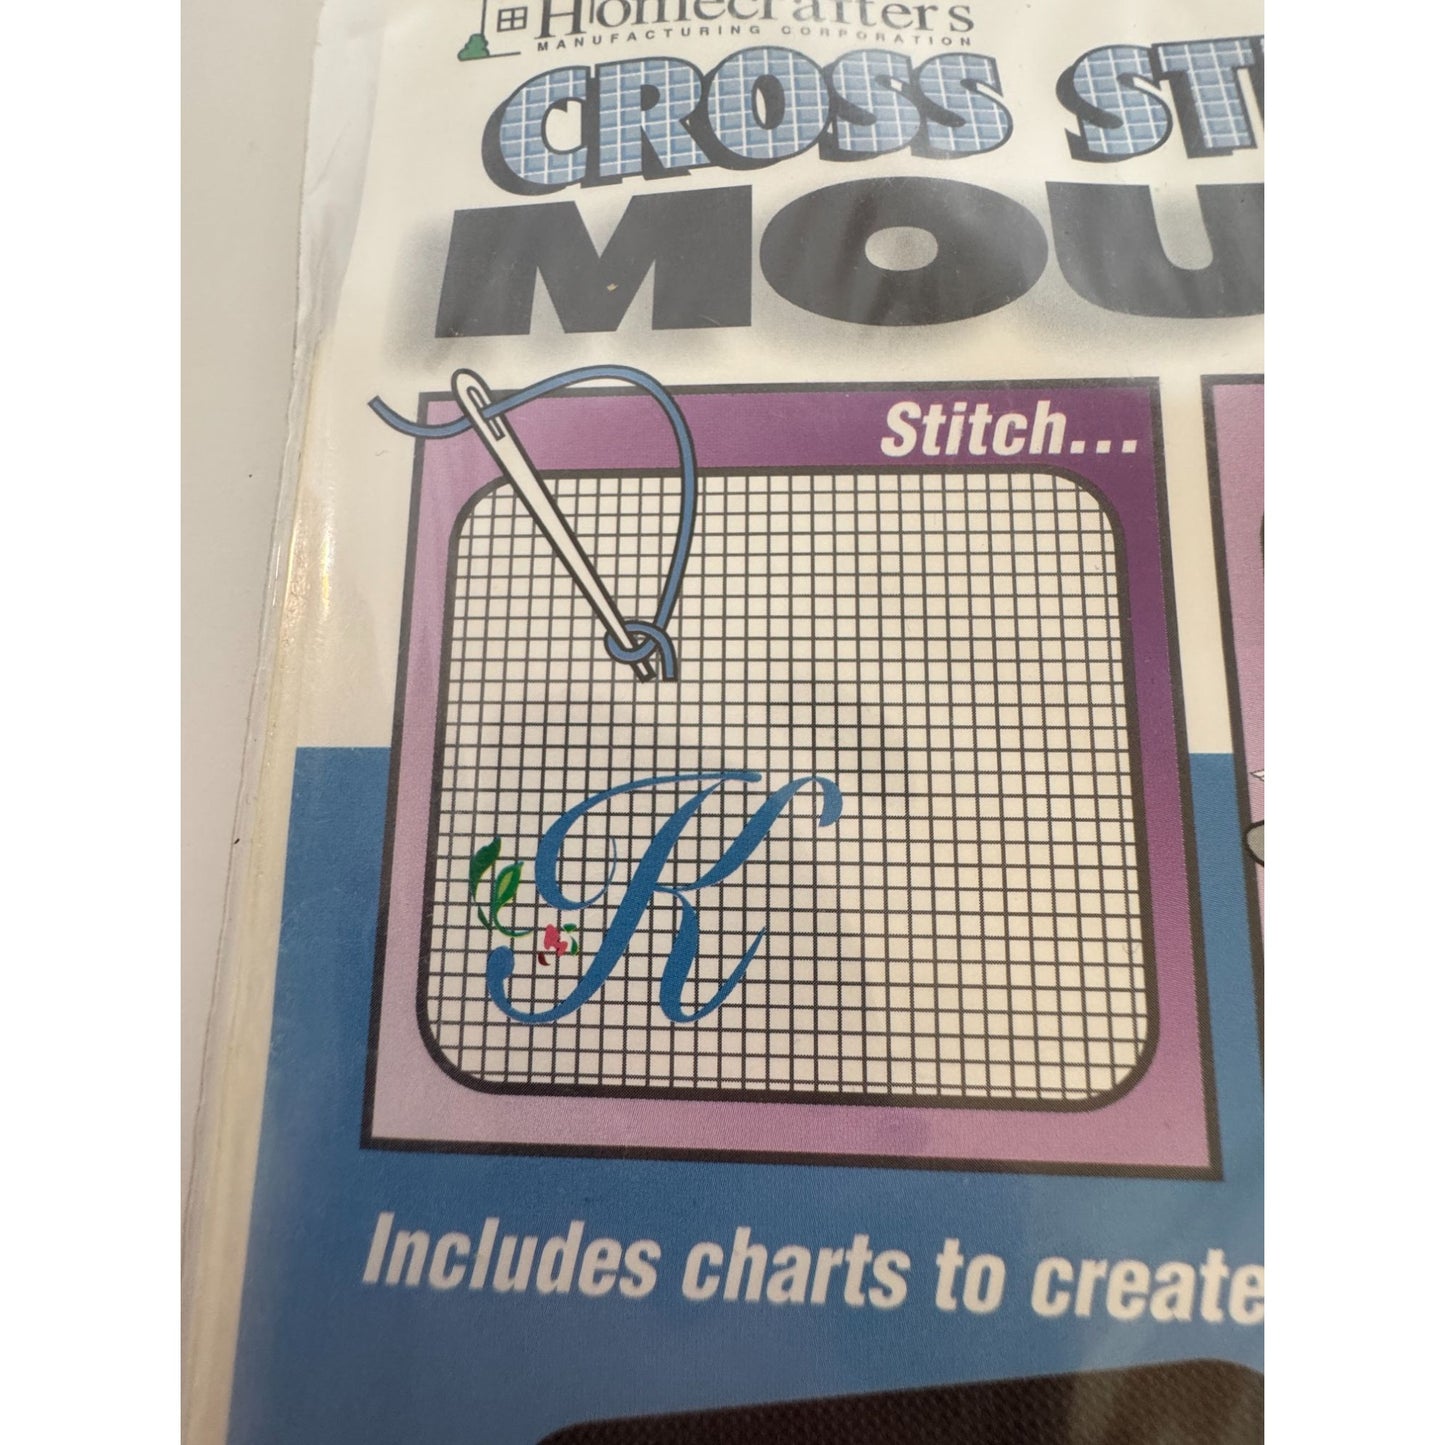 Homecrafters
MANUFACTURING CORPORATION
CROSS ST
MOU
Stitch...
K
Includes charts to create